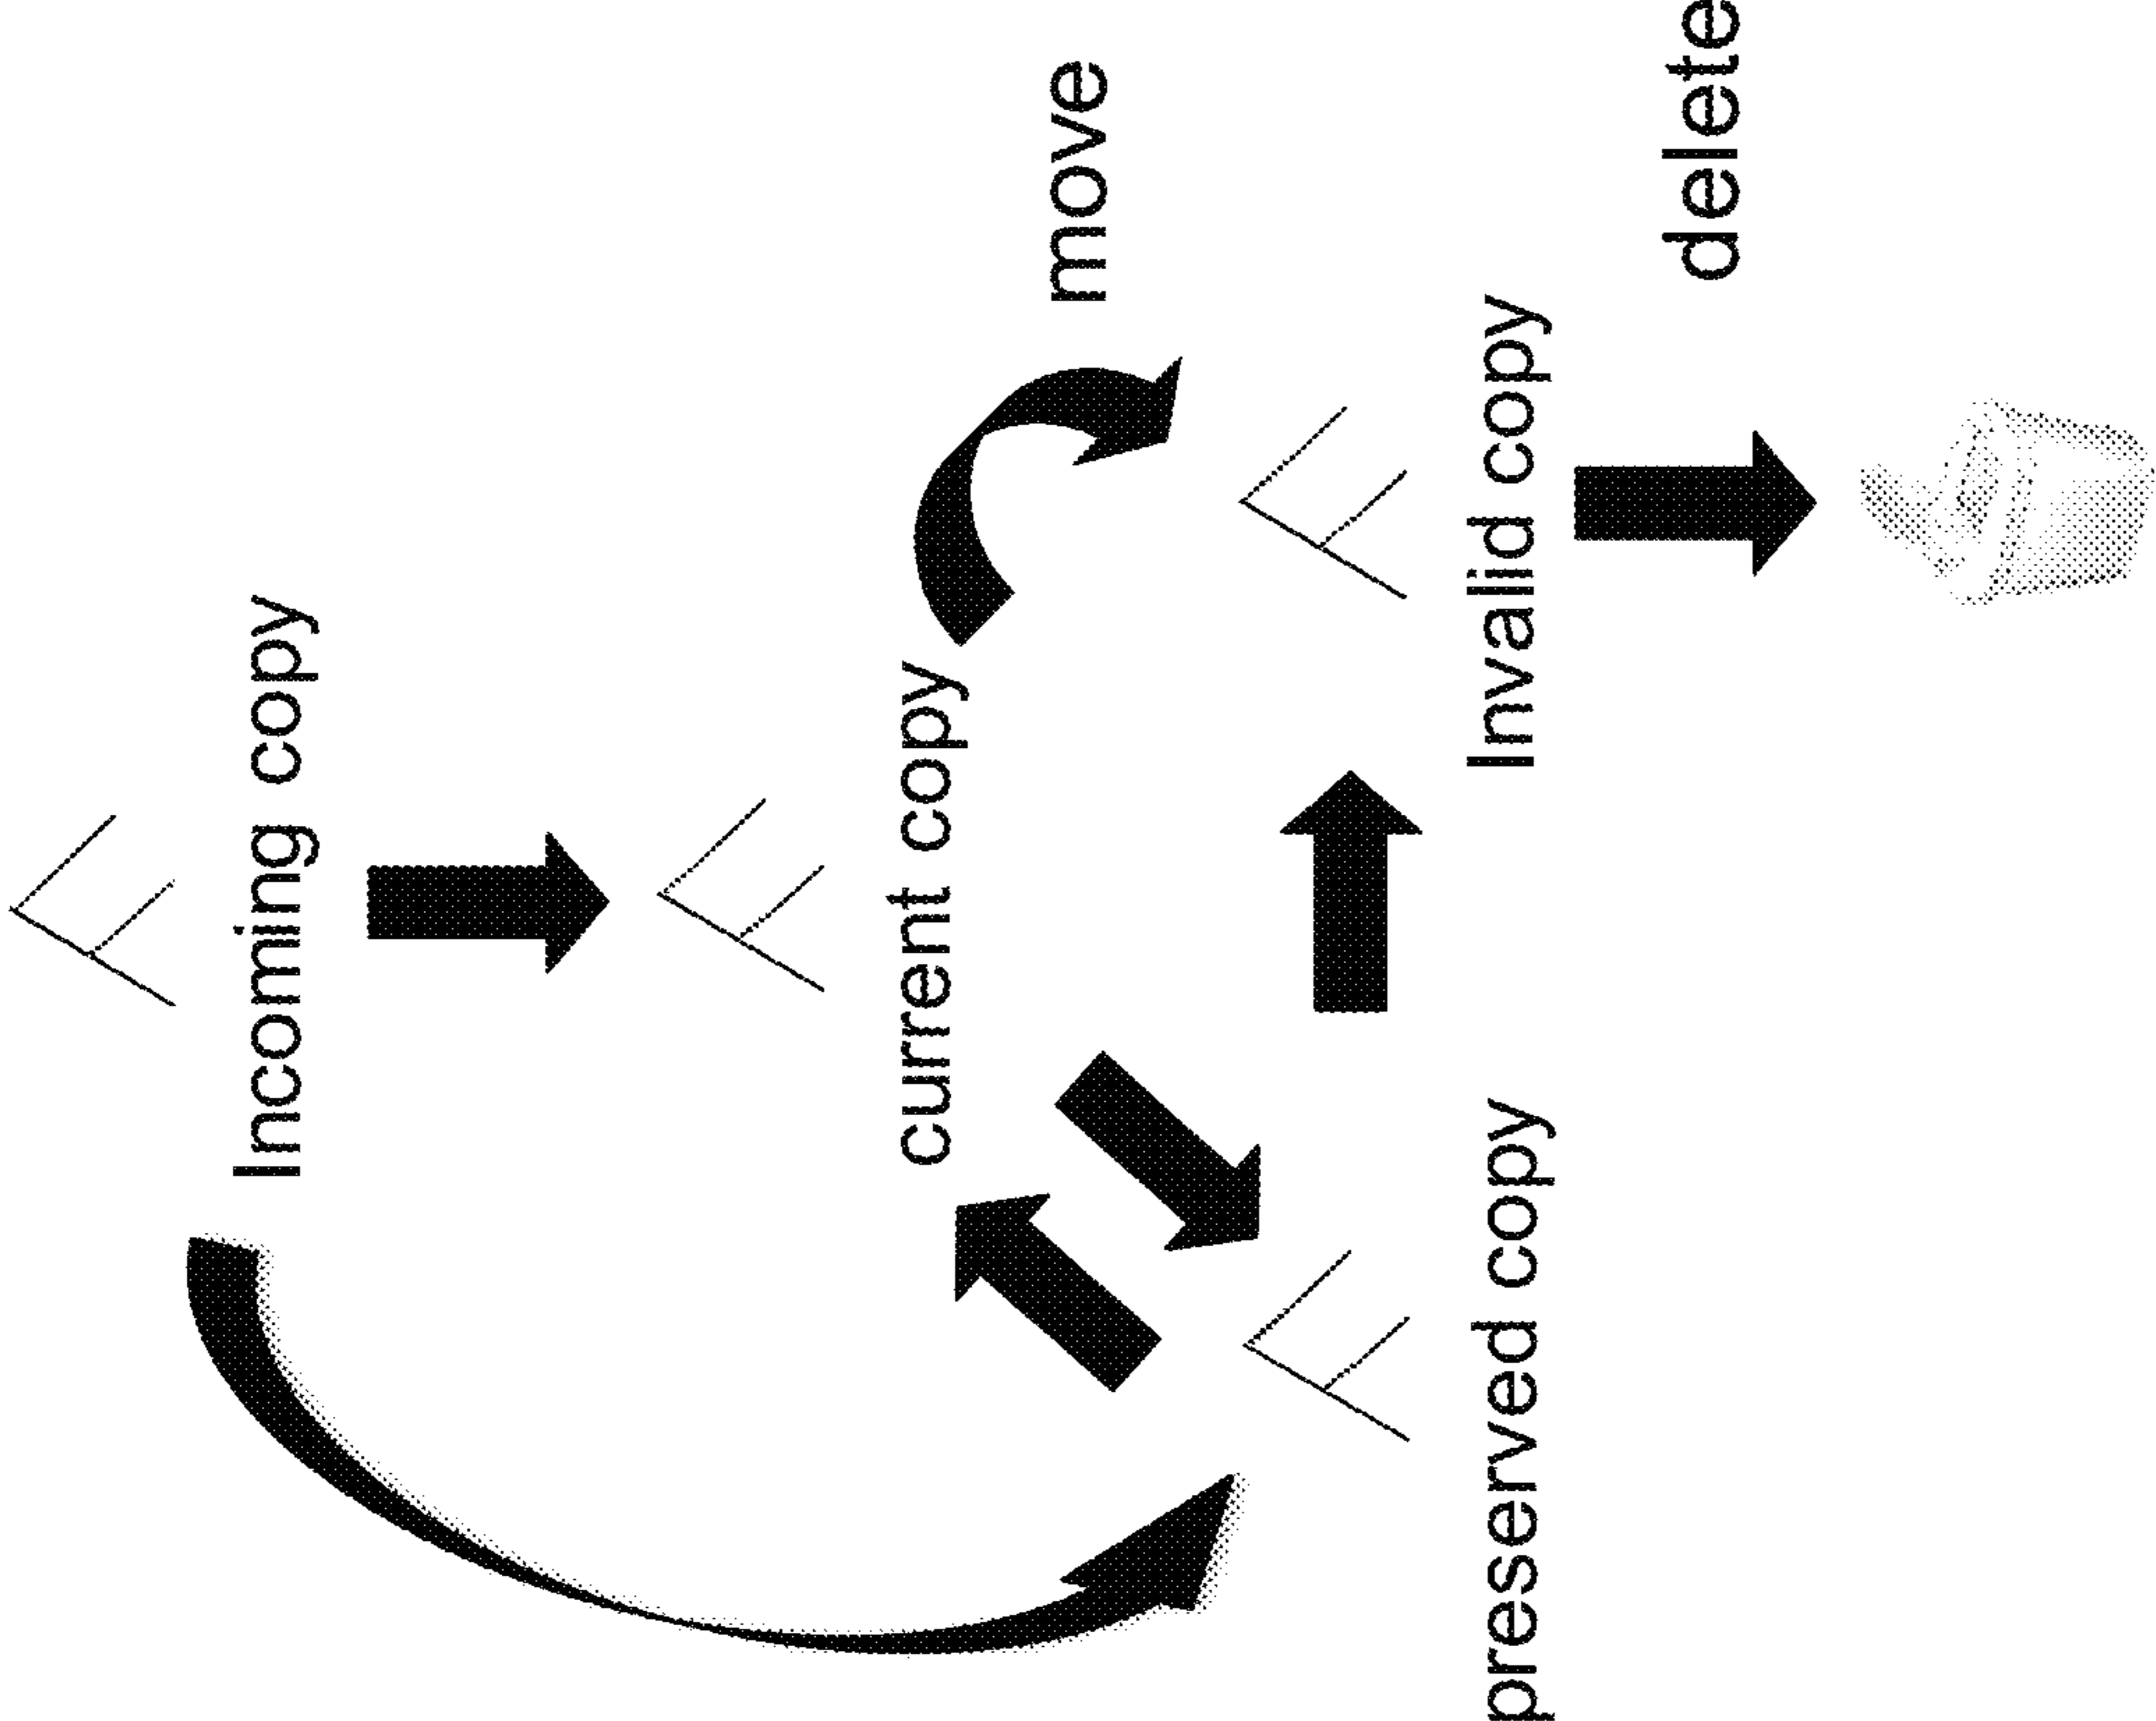 Incoming copy
current copy
move
preserved copy
Invalid copy
delete